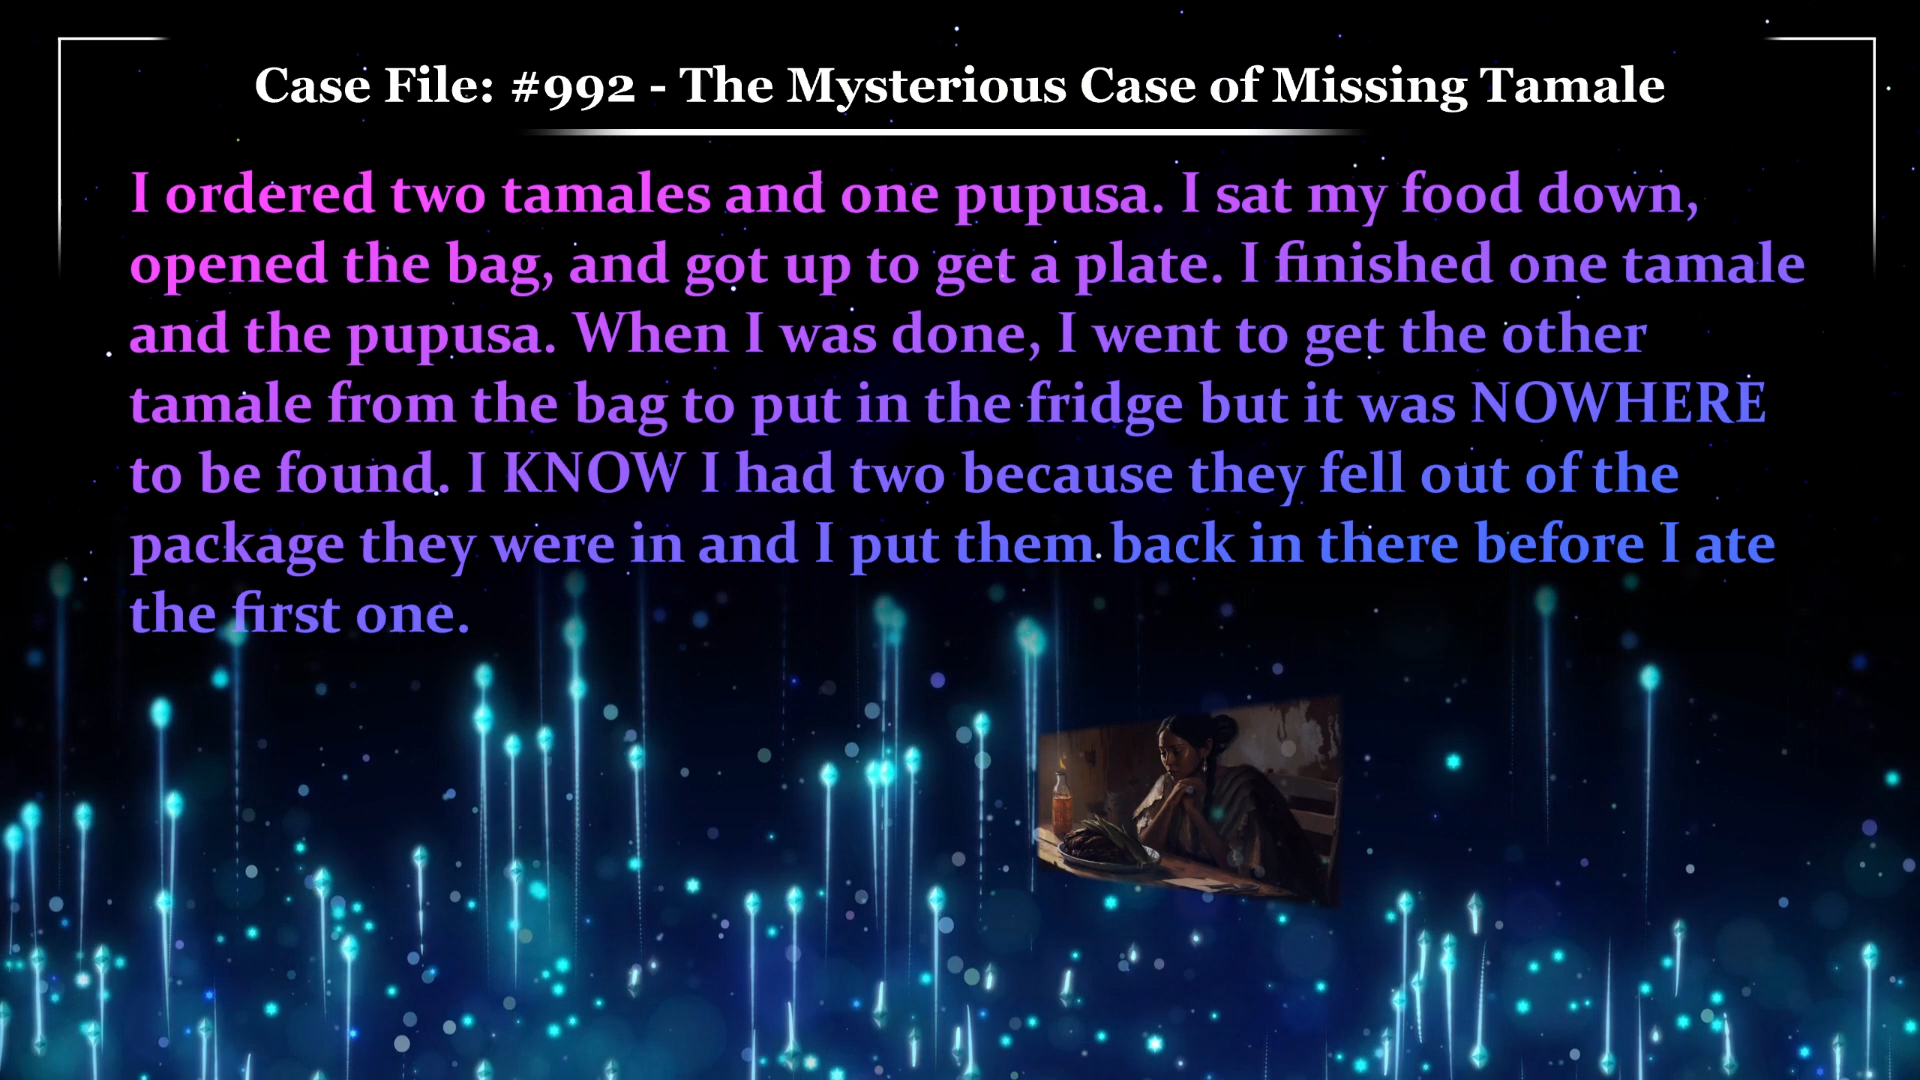 Case File: #992 - The Mysterious Case of Missing Tamale
I ordered two tamales and one pupusa. I sat my food down,
opened the bag, and got up to get a plate. I finished one tamale
and the pupusa. When I was done, I went to get the other
tamale from the bag to put in the fridge but it was NOWHERE
to be found. I KNOW I had two because they fell out of the
package they were in and I put them back in there before I ate
the first one.